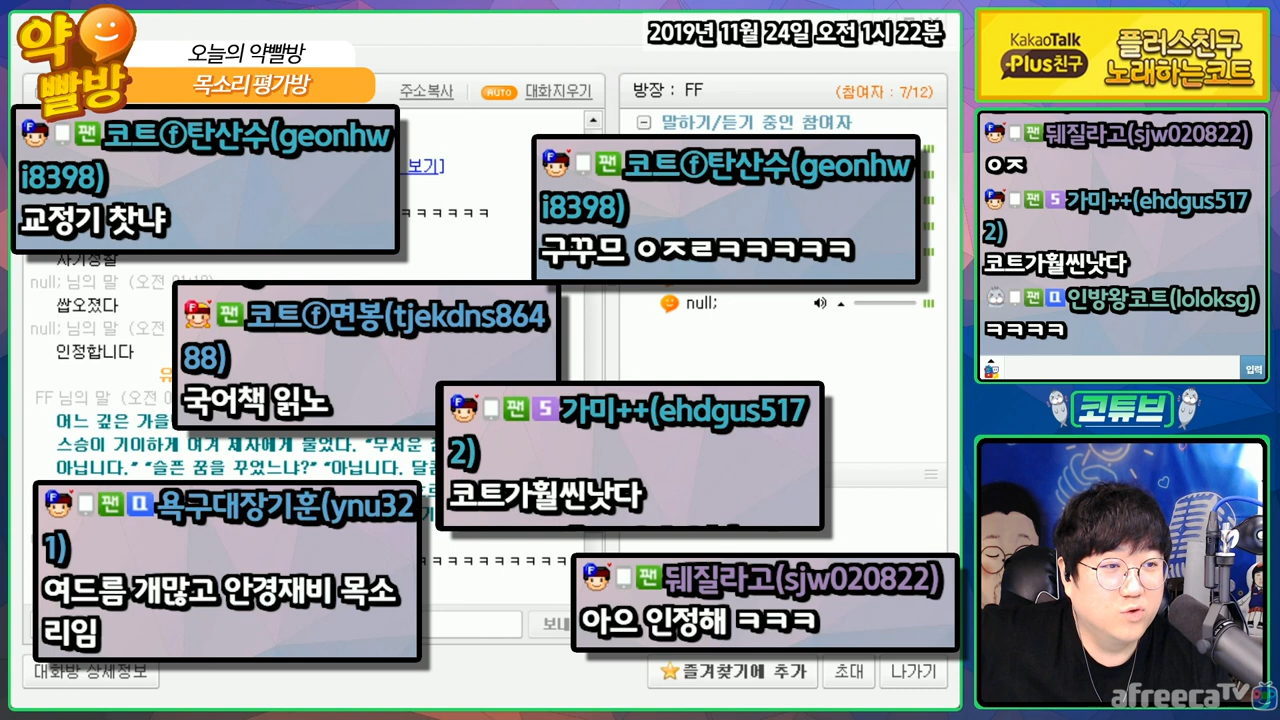 약빨방
오늘의 약빨방
목소리 평가방
2019년 11월 24일 오전 1시 22분
주소복사
AUTO
대화지우기
방장 : FF
(참여자 : 7/12)
말하기/듣기 중인 참여자
보기]
ㅋㅋㅋㅋㅋㅋ
자기성찰
null; 님의 말
쌉오졌다
null; 님의 말 (오전
인정합니다
FF 님의 말 (오전
어느 깊은 가을
스승이 기이하게 여겨 제자에게 물었다. "무서운
아닙니다." "슬픈 꿈을 꾸었느냐?" "아닙니다. 달콤
null;
코트ⓕ탄산수(geonhw
i8398)
교정기 찻냐
코트ⓕ탄산수(geonhw
i8398)
구꾸므 ㅇㅈㄹㅋㅋㅋㅋㅋ
코트ⓕ면봉(tjekdns864
88)
국어책 읽노
가미++(ehdgus517
2)
코트가훨씬낫다
욕구대장기훈(ynu32
1)
여드름 개많고 안경재비 목소
리임
뒈질라고(sjw020822)
아으 인정해 ㅋㅋㅋ
대화방 상세정보
보내
즐겨찾기에 추가
초대
나가기
KakaoTalk
Plus친구
플러스친구
노래하는코트
뒈질라고(sjw020822)
ㅇㅈ
가미++(ehdgus517
2)
코트가훨씬낫다
인방왕코트(loloksg)
ㅋㅋㅋㅋ
입력
코튜브
afreecaTV